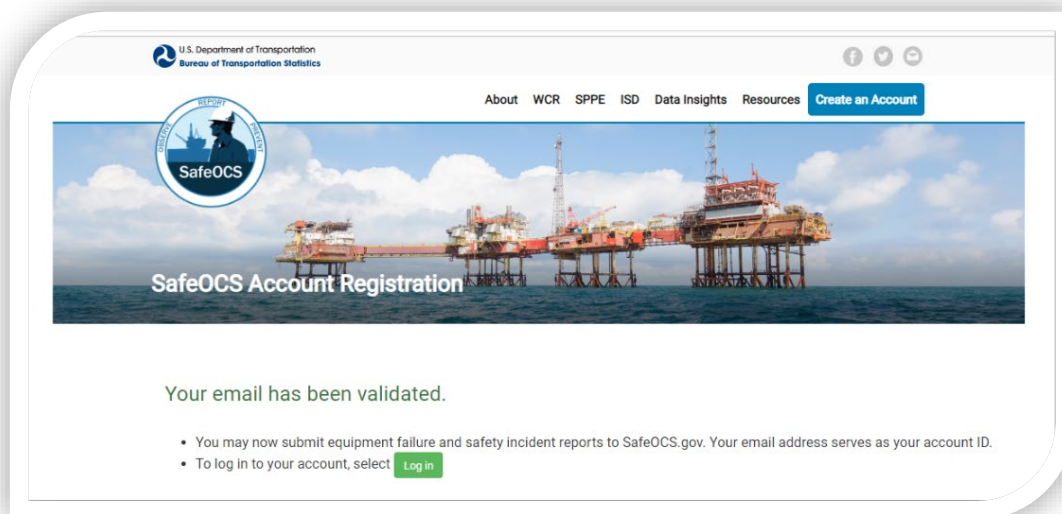 U.S. Department of Transportation
Bureau of Transportation Statistics
About WCR SPPE ISD Data Insights Resources Create an Account
OBSERVE REPORT PREVENT
SafeOCS
SafeOCS Account Registration
Your email has been validated.
• You may now submit equipment failure and safety incident reports to SafeOCS.gov. Your email address serves as your account ID.
• To log in to your account, select Log in